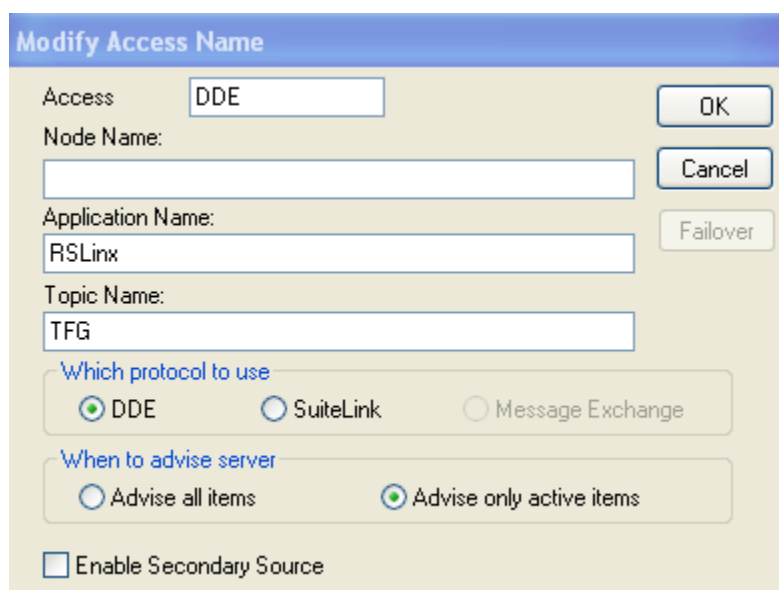 Modify Access Name
Access DDE
OK
Node Name:
Cancel
Application Name:
Failover
RSLinx
Topic Name:
TFG
Which protocol to use
DDE SuiteLink Message Exchange
When to advise server
Advise all items Advise only active items
Enable Secondary Source